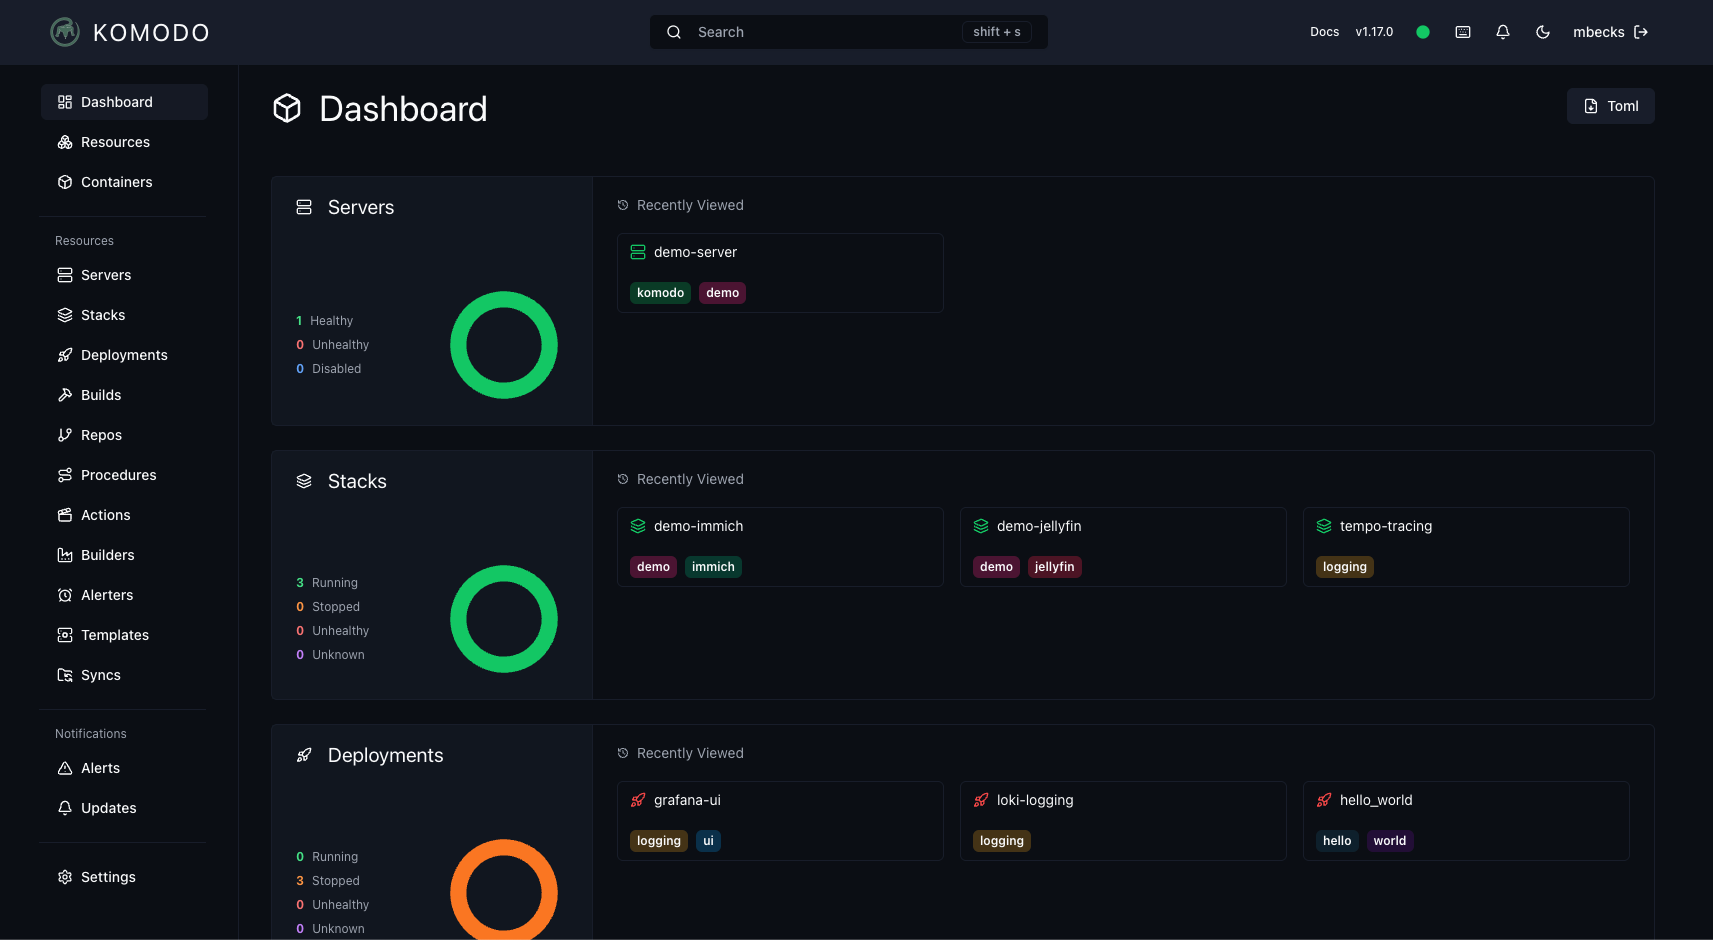 KOMODO
Search
shift + s
Docs
v1.17.0
mbecks
Dashboard
Resources
Containers
Resources
Servers
Stacks
Deployments
Builds
Repos
Procedures
Actions
Builders
Alerters
Templates
Syncs
Notifications
Alerts
Updates
Settings
Dashboard
Toml
Servers
1 Healthy
0 Unhealthy
0 Disabled
Recently Viewed
demo-server
komodo demo
Stacks
3 Running
0 Stopped
0 Unhealthy
0 Unknown
Recently Viewed
demo-immich
demo immich
demo-jellyfin
demo jellyfin
tempo-tracing
logging
Deployments
0 Running
3 Stopped
0 Unhealthy
0 Unknown
Recently Viewed
grafana-ui
logging ui
loki-logging
logging
hello_world
hello world